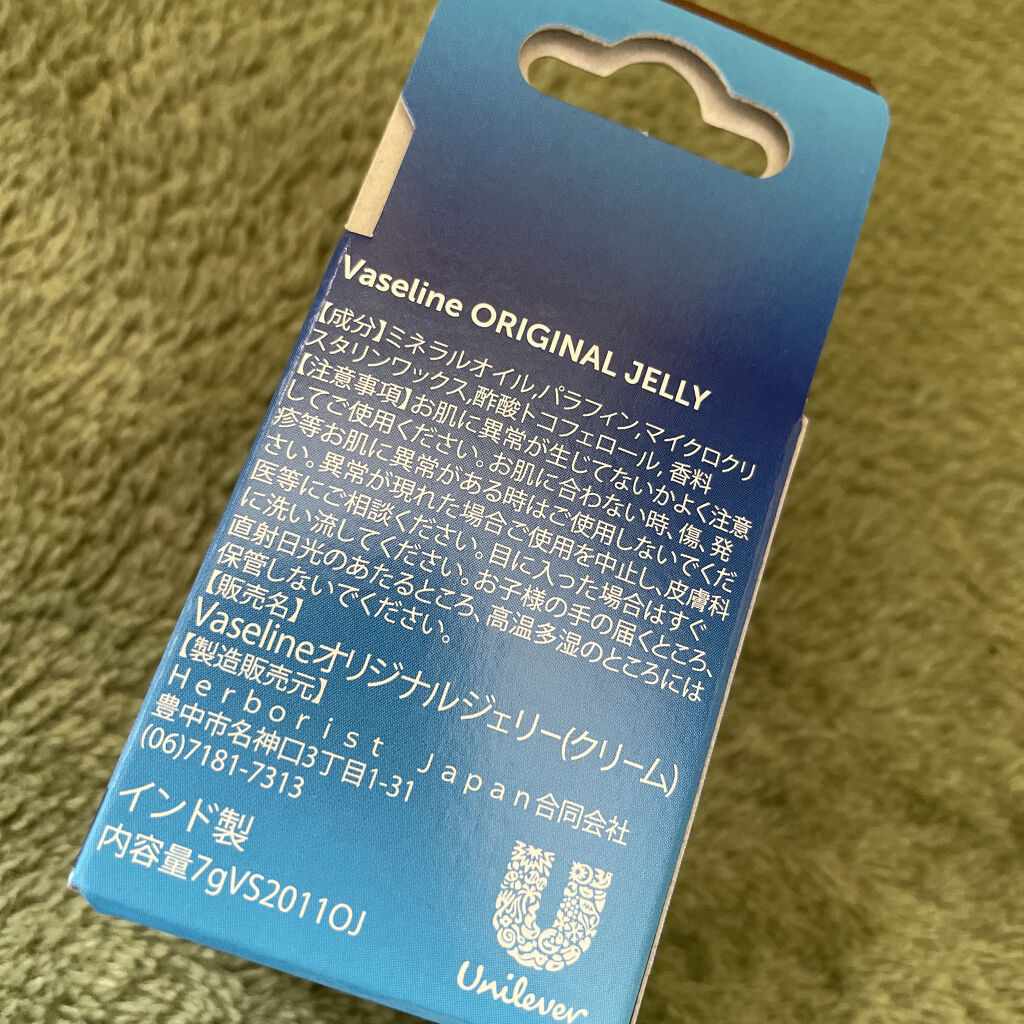 Vaseline ORIGINAL JELLY
【成分】ミネラルオイル,パラフィン,マイクロクリ
スタリンワックス,酢酸トコフェロール, 香料
【注意事項】お肌に異常が生じてないかよく注意
してご使用ください。お肌に合わない時、傷、発
疹等お肌に異常がある時はご使用しないでくだ
さい。異常が現れた場合ご使用を中止し、皮膚科
医等にご相談ください。目に入った場合はすぐ
に洗い流してください。お子様の手の届くところ、
直射日光のあたるところ、高温多湿のところには
保管しないでください。
【販売名】
Vaselineオリジナルジェリー(クリーム)
【製造販売元】
Herborist Japan合同会社
豊中市名神口3丁目1-31
(06)7181-7313
インド製
内容量7gVS2011OJ
Unilever